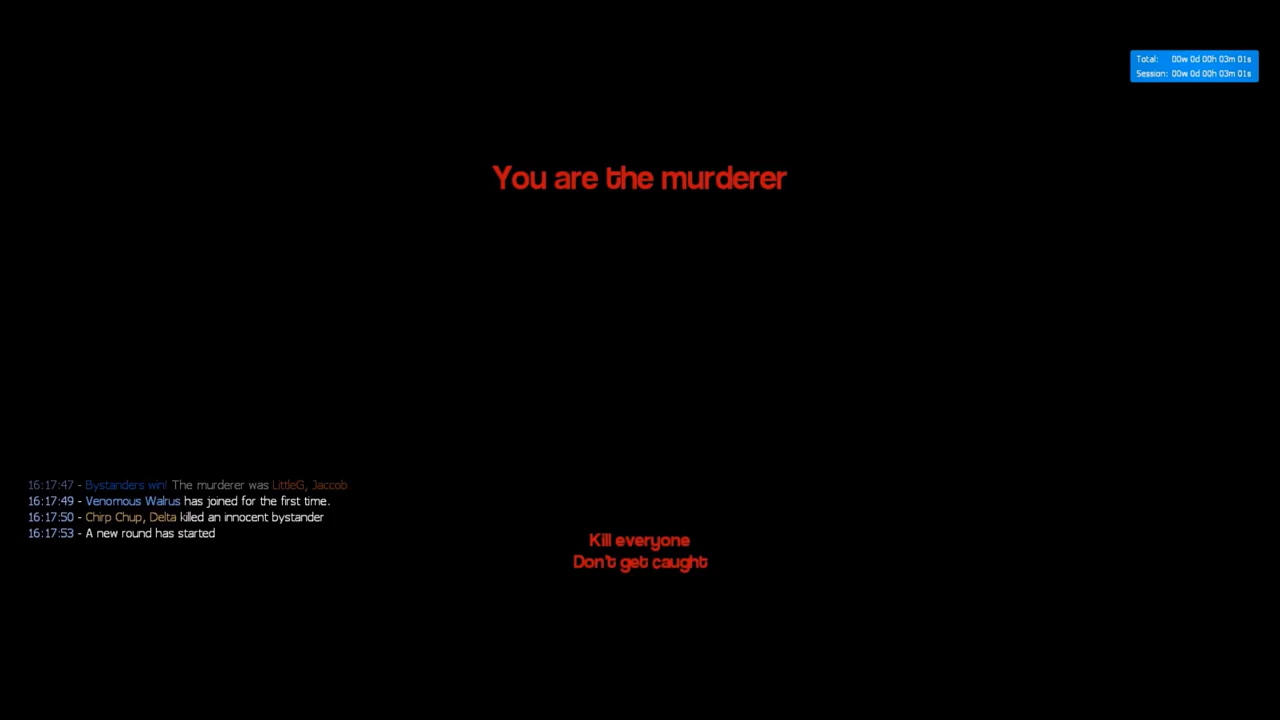 Total: 00w 0d 00h 03m 01s
Session: 00w 0d 00h 03m 01s
You are the murderer
16:17:47 - Bystanders win! The murderer was LittleG, Jaccob
16:17:49 - Venomous Walrus has joined for the first time.
16:17:50 - Chirp Chup, Delta killed an innocent bystander
16:17:53 - A new round has started
Kill everyone
Don't get caught